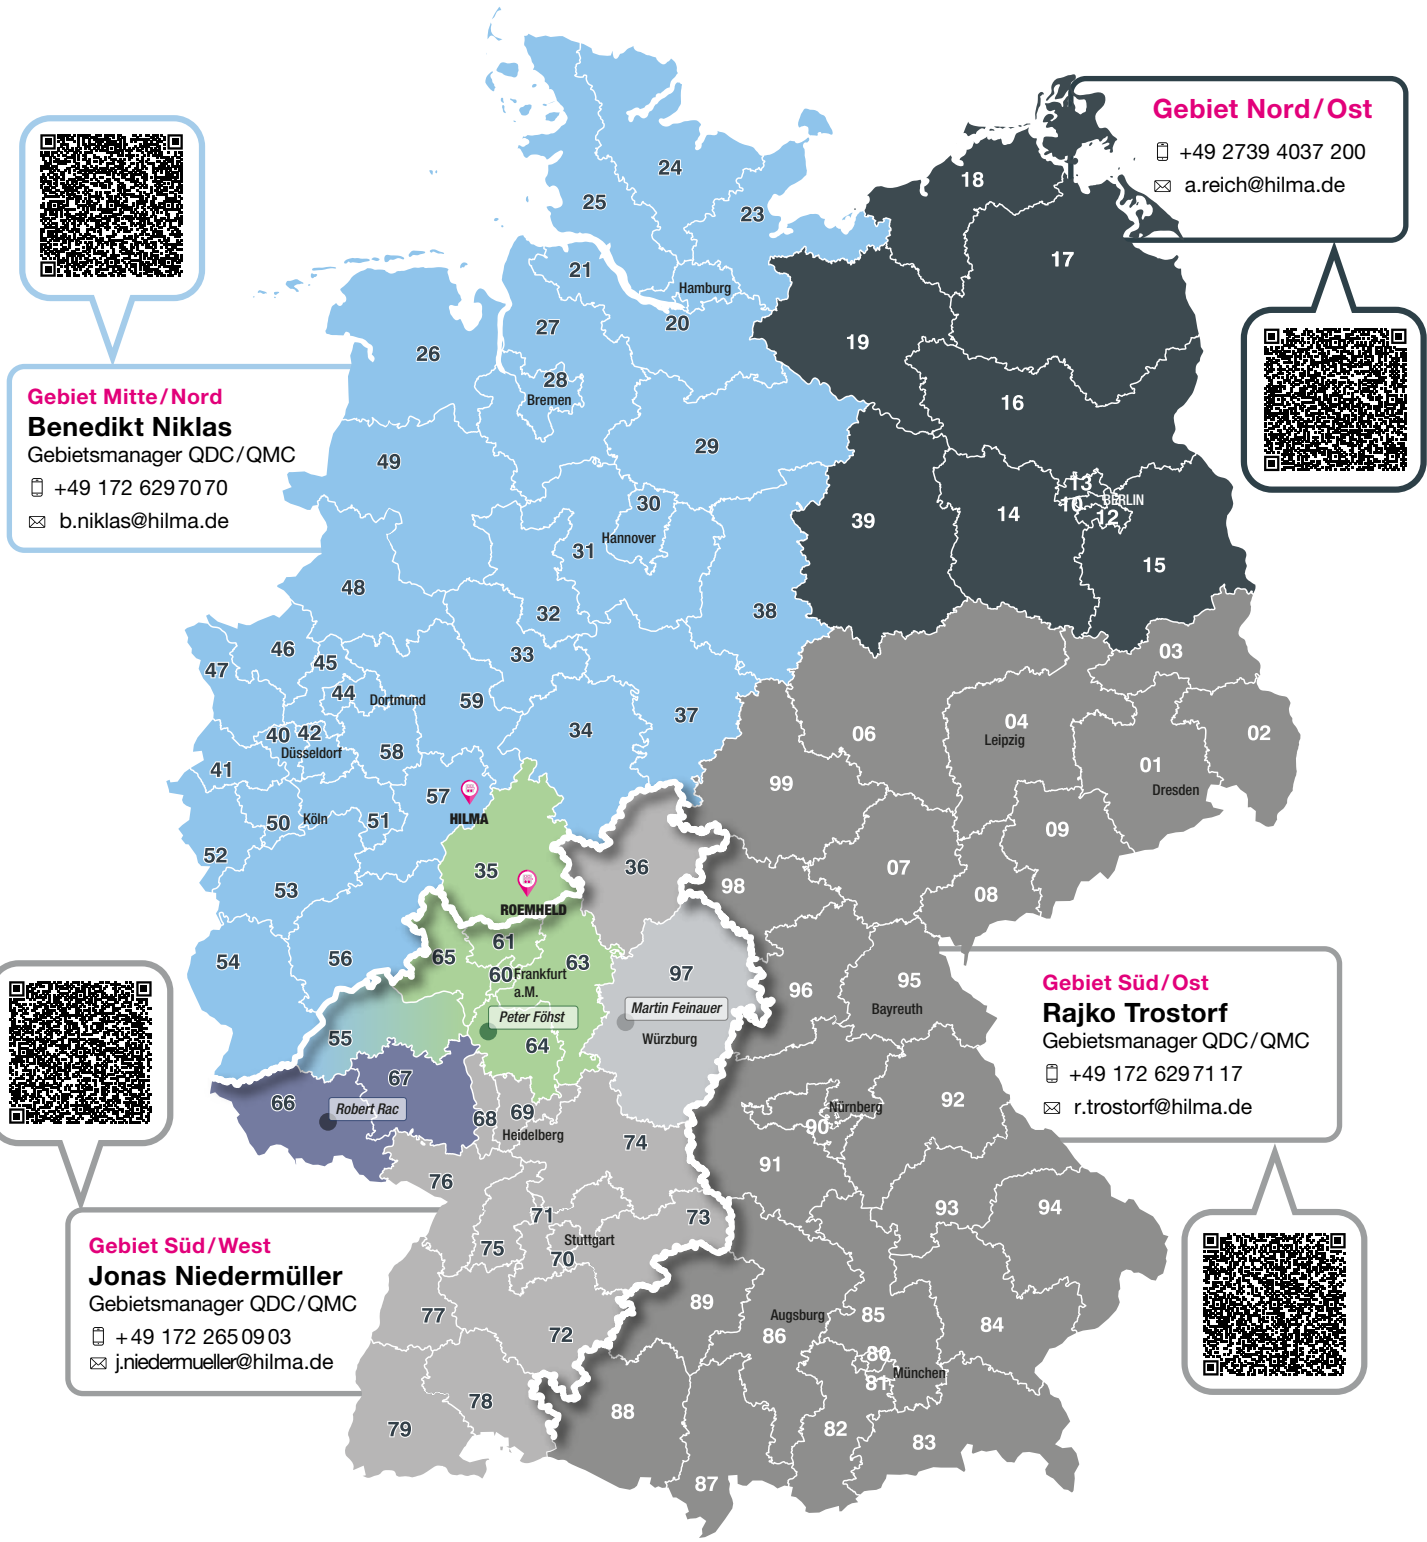 Gebiet Nord/Ost
+49 2739 4037 200
a.reich@hilma.de
Gebiet Mitte/Nord
Benedikt Niklas
Gebietsmanager QDC/QMC
+49 172 6297070
b.niklas@hilma.de
24
25
23
18
17
21
Hamburg
20
27
19
26
28
Bremen
16
29
49
30
13
BERLIN
10
12
39
14
31
Hannover
15
48
32
38
46
45
33
03
47
44
Dortmund
59
37
34
04
Leipzig
06
02
40
42
Düsseldorf
58
41
01
Dresden
99
57
HILMA
50
Köln
51
09
52
36
07
35
ROEMHELD
53
98
08
61
65
54
56
60
Frankfurt
a.M.
63
97
96
95
Bayreuth
Peter Föhst
Martin Feinauer
Würzburg
55
64
67
66
Robert Rac
68
69
Heidelberg
74
Nürnberg
90
92
91
76
71
73
93
94
75
Stuttgart
70
77
72
89
Augsburg
86
85
84
80
München
81
78
79
88
82
83
87
Gebiet Süd/Ost
Rajko Trostorf
Gebietsmanager QDC/QMC
+49 172 6297117
r.trostorf@hilma.de
Gebiet Süd/West
Jonas Niedermüller
Gebietsmanager QDC/QMC
+49 172 2650903
j.niedermueller@hilma.de